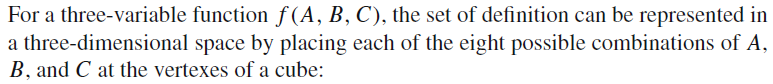 For a three-variable function f(A, B, C), the set of definition can be represented in
a three-dimensional space by placing each of the eight possible combinations of A,
B, and C at the vertexes of a cube: